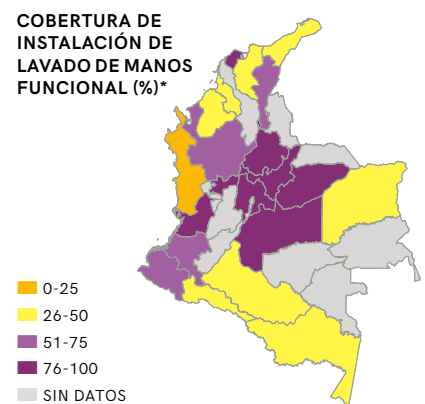 COBERTURA DE
INSTALACIÓN DE
LAVADO DE MANOS
FUNCIONAL (%)*
0-25
26-50
51-75
76-100
SIN DATOS